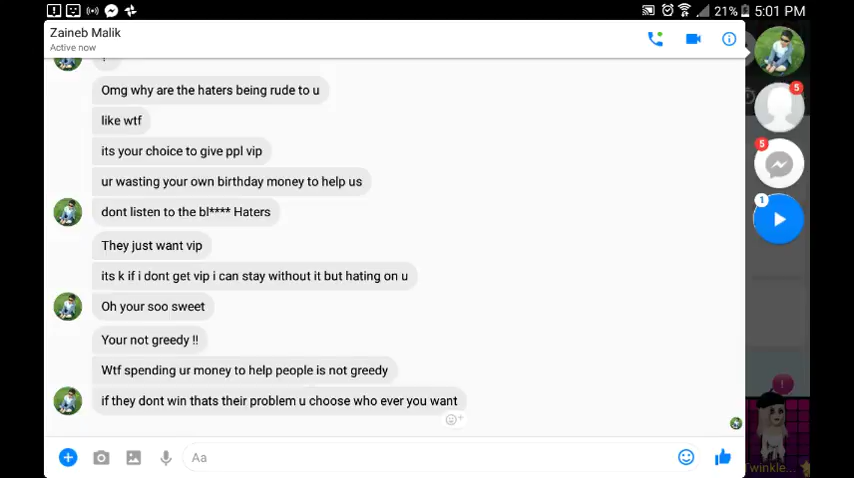 21% 5:01 PM
Zaineb Malik
Active now
5
Omg why are the haters being rude to u
like wtf
5
its your choice to give ppl vip
ur wasting your own birthday money to help us
1
dont listen to the bl**** Haters
They just want vip
its k if i dont get vip i can stay without it but hating on u
Oh your soo sweet
Your not greedy !!
Wtf spending ur money to help people is not greedy
if they dont win thats their problem u choose who ever you want
Aa
Twinkle...